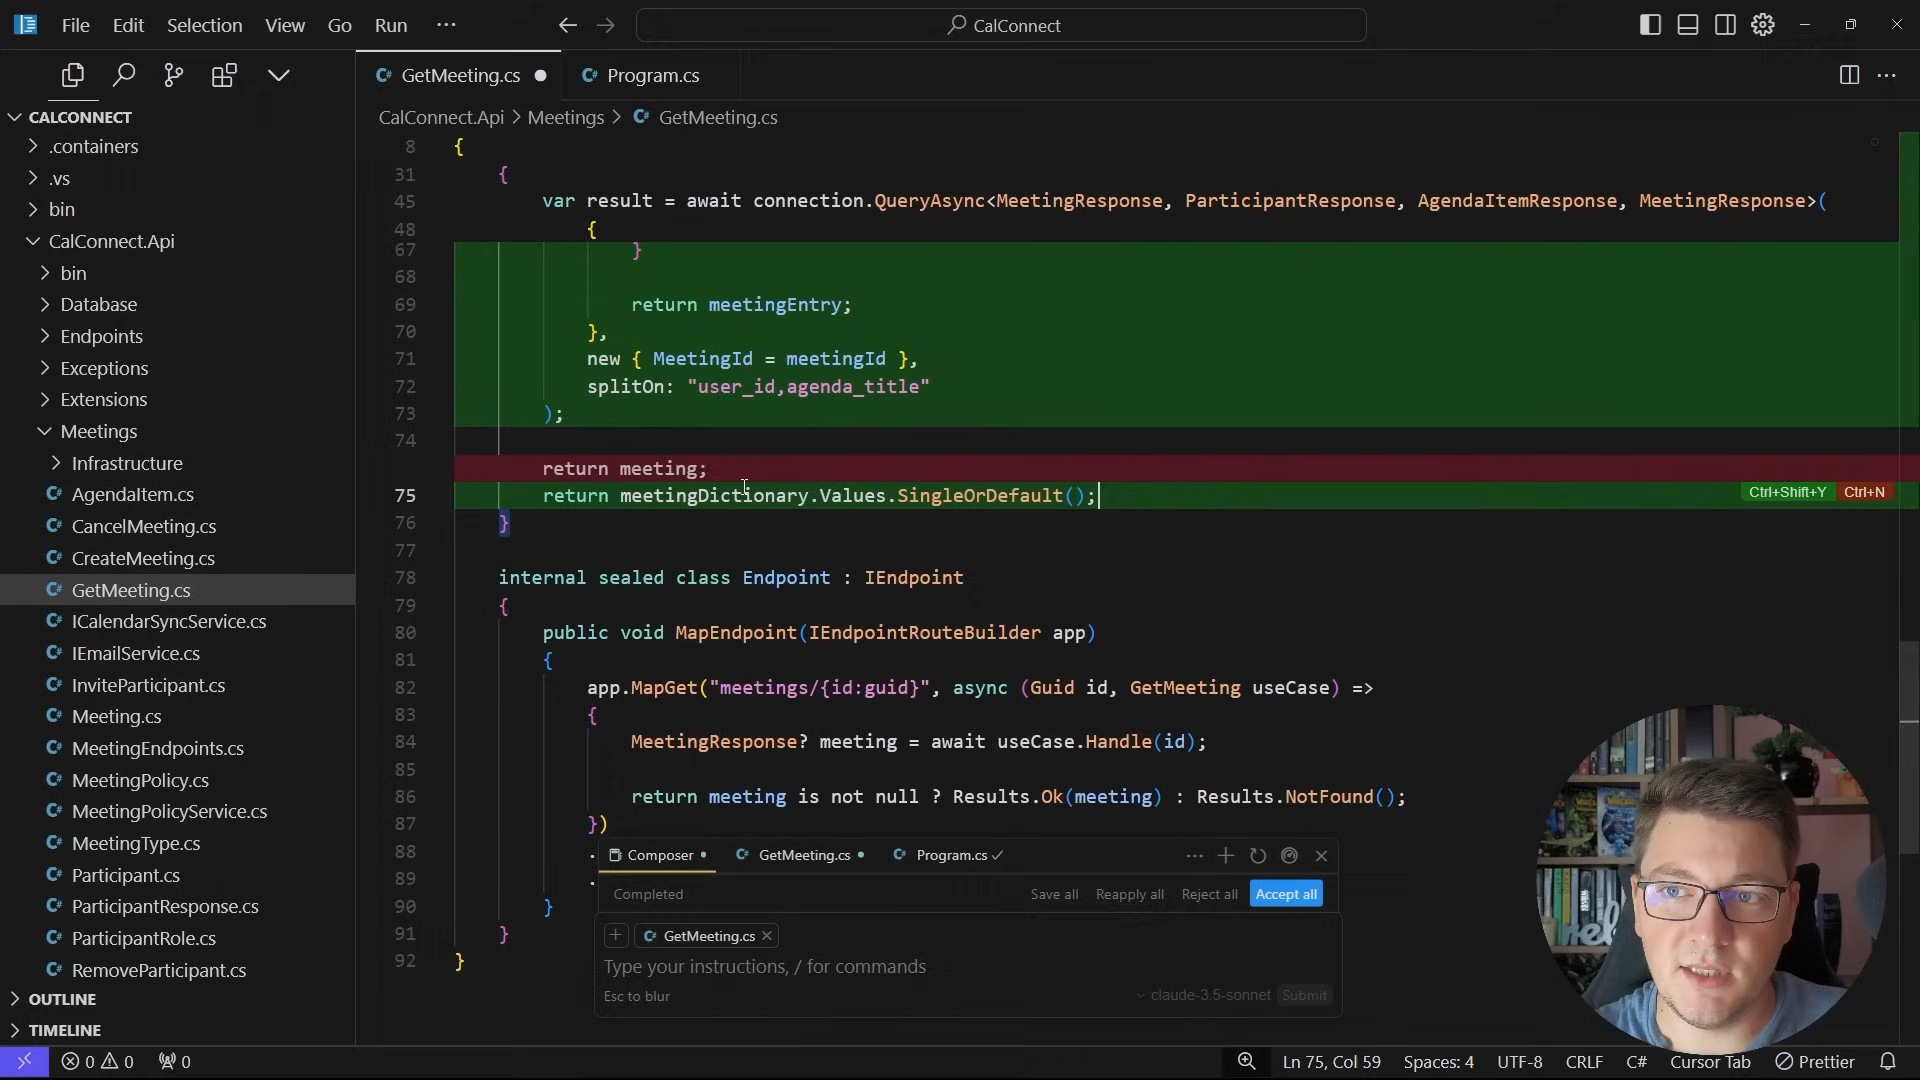 File Edit Selection View Go Run ···
CalConnect
GetMeeting.cs
Program.cs
CALCONNECT
.containers
.vs
bin
CalConnect.Api
bin
Database
Endpoints
Exceptions
Extensions
Meetings
Infrastructure
AgendaItem.cs
CancelMeeting.cs
CreateMeeting.cs
GetMeeting.cs
ICalendarSyncService.cs
IEmailService.cs
InviteParticipant.cs
Meeting.cs
MeetingEndpoints.cs
MeetingPolicy.cs
MeetingPolicyService.cs
MeetingType.cs
Participant.cs
ParticipantResponse.cs
ParticipantRole.cs
RemoveParticipant.cs
OUTLINE
TIMELINE
CalConnect.Api > Meetings > GetMeeting.cs
8 {
31 {
45 var result = await connection.QueryAsync<MeetingResponse, ParticipantResponse, AgendaItemResponse, MeetingResponse>(
48 {
67 }
68
69 return meetingEntry;
70 },
71 new { MeetingId = meetingId },
72 splitOn: "user_id,agenda_title"
73 );
74
return meeting;
75 return meetingDictionary.Values.SingleOrDefault(); Ctrl+Shift+Y Ctrl+N
76 }
77
78 internal sealed class Endpoint : IEndpoint
79 {
80 public void MapEndpoint(IEndpointRouteBuilder app)
81 {
82 app.MapGet("meetings/{id:guid}", async (Guid id, GetMeeting useCase) =>
83 {
84 MeetingResponse? meeting = await useCase.Handle(id);
85
86 return meeting is not null ? Results.Ok(meeting) : Results.NotFound();
87 })
88 .
89 .
90 }
91 }
92 }
Composer GetMeeting.cs Program.cs
Completed Save all Reapply all Reject all Accept all
GetMeeting.cs
Type your instructions, / for commands
Esc to blur claude-3.5-sonnet Submit
0 0 0 Ln 75, Col 59 Spaces: 4 UTF-8 CRLF C# Cursor Tab Prettier